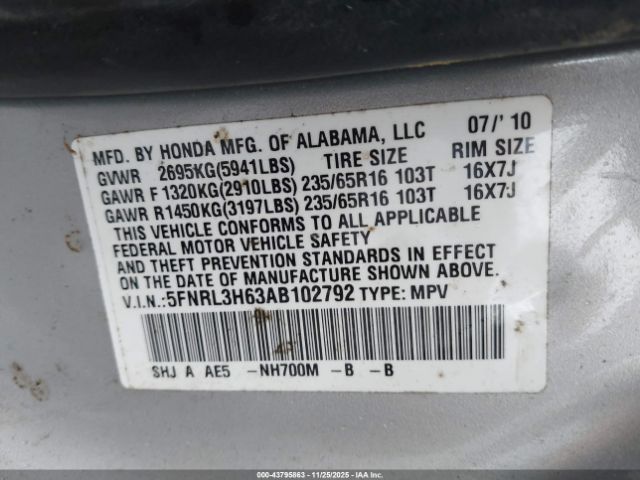 MFD. BY HONDA MFG. OF ALABAMA, LLC 07/' 10
GVWR 2695KG(5941LBS) TIRE SIZE RIM SIZE
GAWR F 1320KG(2910LBS) 235/65R16 103T 16X7J
GAWR R1450KG(3197LBS) 235/65R16 103T 16X7J
THIS VEHICLE CONFORMS TO ALL APPLICABLE
FEDERAL MOTOR VEHICLE SAFETY
AND THEFT PREVENTION STANDARDS IN EFFECT
ON THE DATE OF MANUFACTURE SHOWN ABOVE.
V.I.N.:5FNRL3H63AB102792 TYPE: MPV
SHJ A AE5 -NH700M -B -B
000-43795863 - 11/25/2025 - IAAI.COM